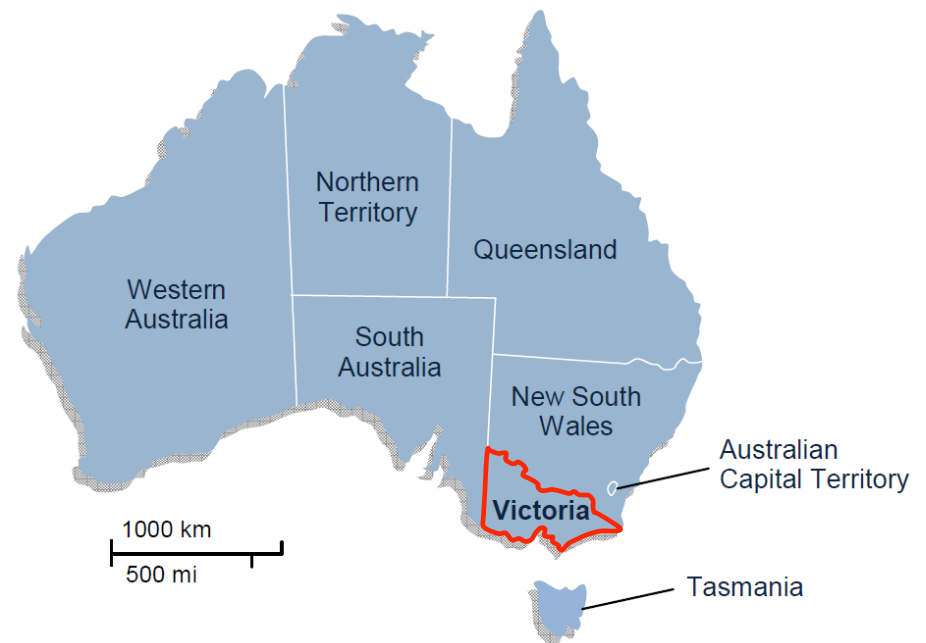 Northern
Territory
Queensland
Western
Australia
South
Australia
New South
Wales
Australian
Capital Territory
Victoria
1000 km
500 mi
Tasmania